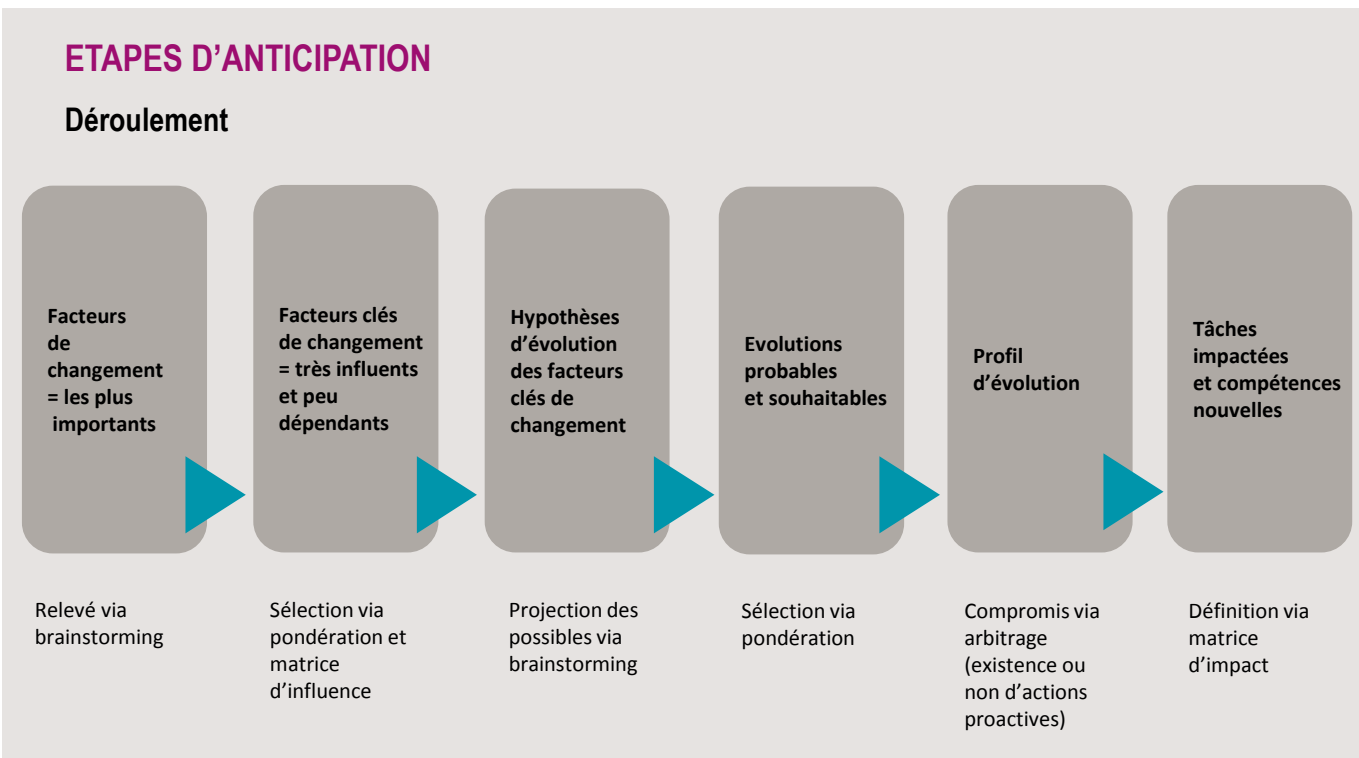 ETAPES D’ANTICIPATION
Déroulement
Facteurs
de
changement
= les plus
importants
Facteurs clés
de changement
= très influents
et peu
dépendants
Hypothèses
d’évolution
des facteurs
clés de
changement
Evolutions
probables
et souhaitables
Profil
d’évolution
Tâches
impactées
et compétences
nouvelles
Relevé via
brainstorming
Sélection via
pondération et
matrice
d’influence
Projection des
possibles via
brainstorming
Sélection via
pondération
Compromis via
arbitrage
(existence ou
non d’actions
proactives)
Définition via
matrice
d’impact